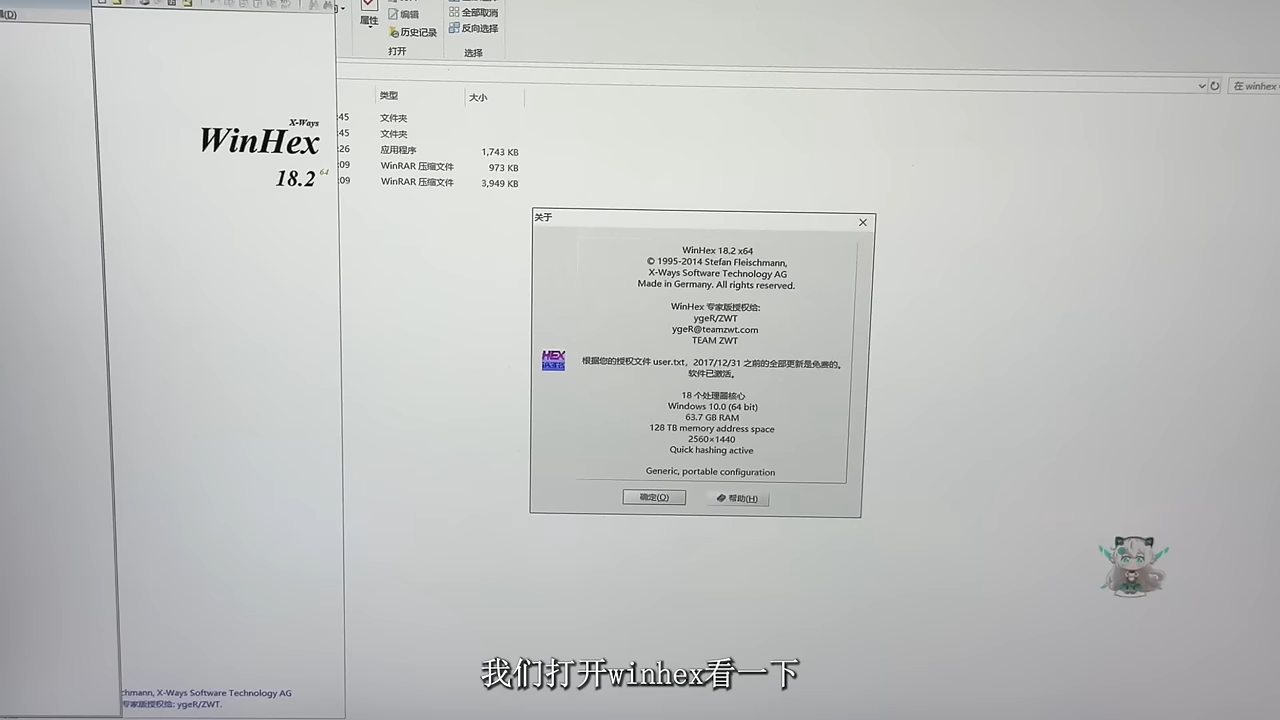 具(D)
属性
编辑
历史记录
打开
全部取消
反向选择
选择
在 winhex
X-Ways
WinHex
18.2 64
类型
大小
:45 文件夹
:45 文件夹
:26 应用程序 1,743 KB
:09 WinRAR 压缩文件 973 KB
:09 WinRAR 压缩文件 3,949 KB
关于
WinHex 18.2 x64
© 1995-2014 Stefan Fleischmann,
X-Ways Software Technology AG
Made in Germany. All rights reserved.
WinHex 专家版授权给:
ygeR/ZWT
ygeR@teamzwt.com
TEAM ZWT
HEX
根据您的授权文件 user.txt，2017/12/31 之前的全部更新是免费的。
软件已激活。
18 个处理器核心
Windows 10.0 (64 bit)
63.7 GB RAM
128 TB memory address space
2560×1440
Quick hashing active
Generic, portable configuration
确定(O)
帮助(H)
chmann, X-Ways Software Technology AG
专家版授权给: ygeR/ZWT.
我们打开winhex看一下